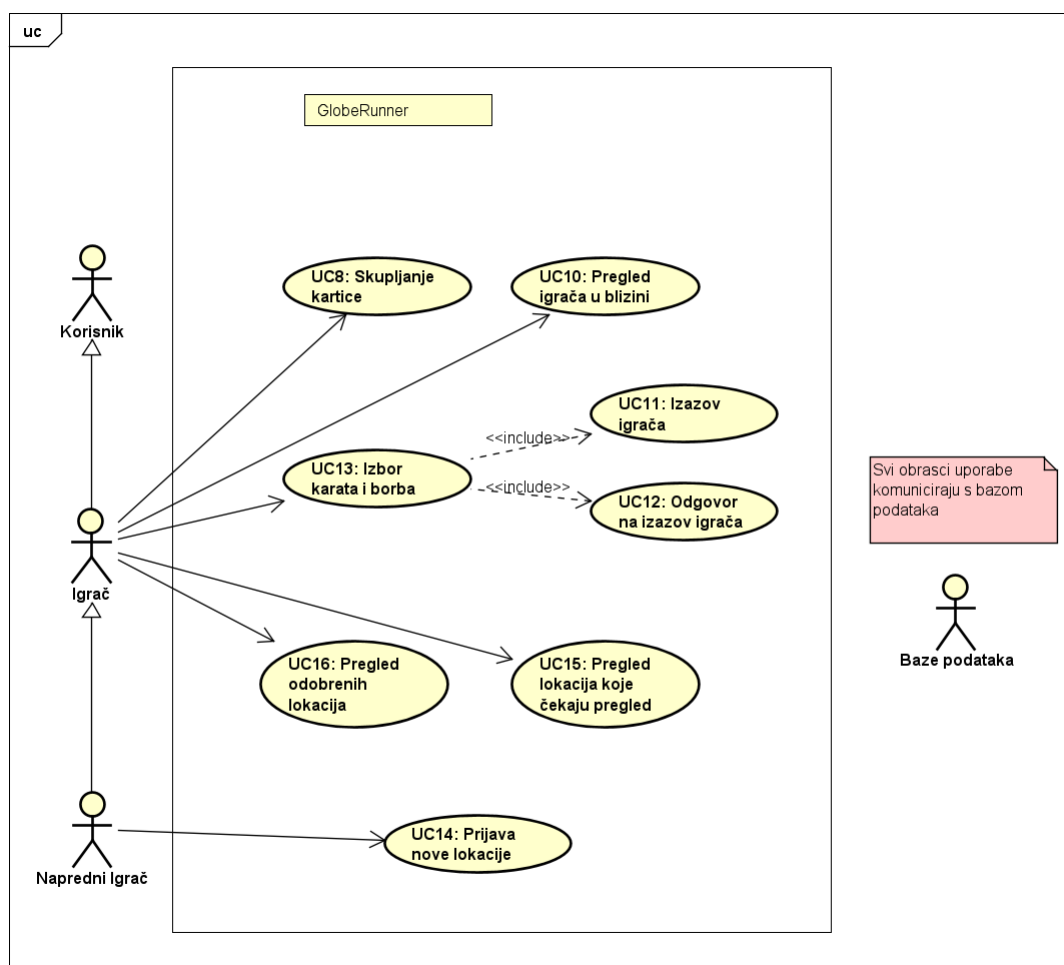 uc
GlobeRunner
Korisnik
UC8: Skupljanje
kartice
UC10: Pregled
igrača u blizini
UC11: Izazov
igrača
<<include>>
UC13: Izbor
karata i borba
<<include>>
UC12: Odgovor
na izazov igrača
Svi obrasci uporabe
komuniciraju s bazom
podataka
Igrač
UC16: Pregled
odobrenih
lokacija
UC15: Pregled
lokacija koje
čekaju pregled
Baze podataka
Napredni Igrač
UC14: Prijava
nove lokacije